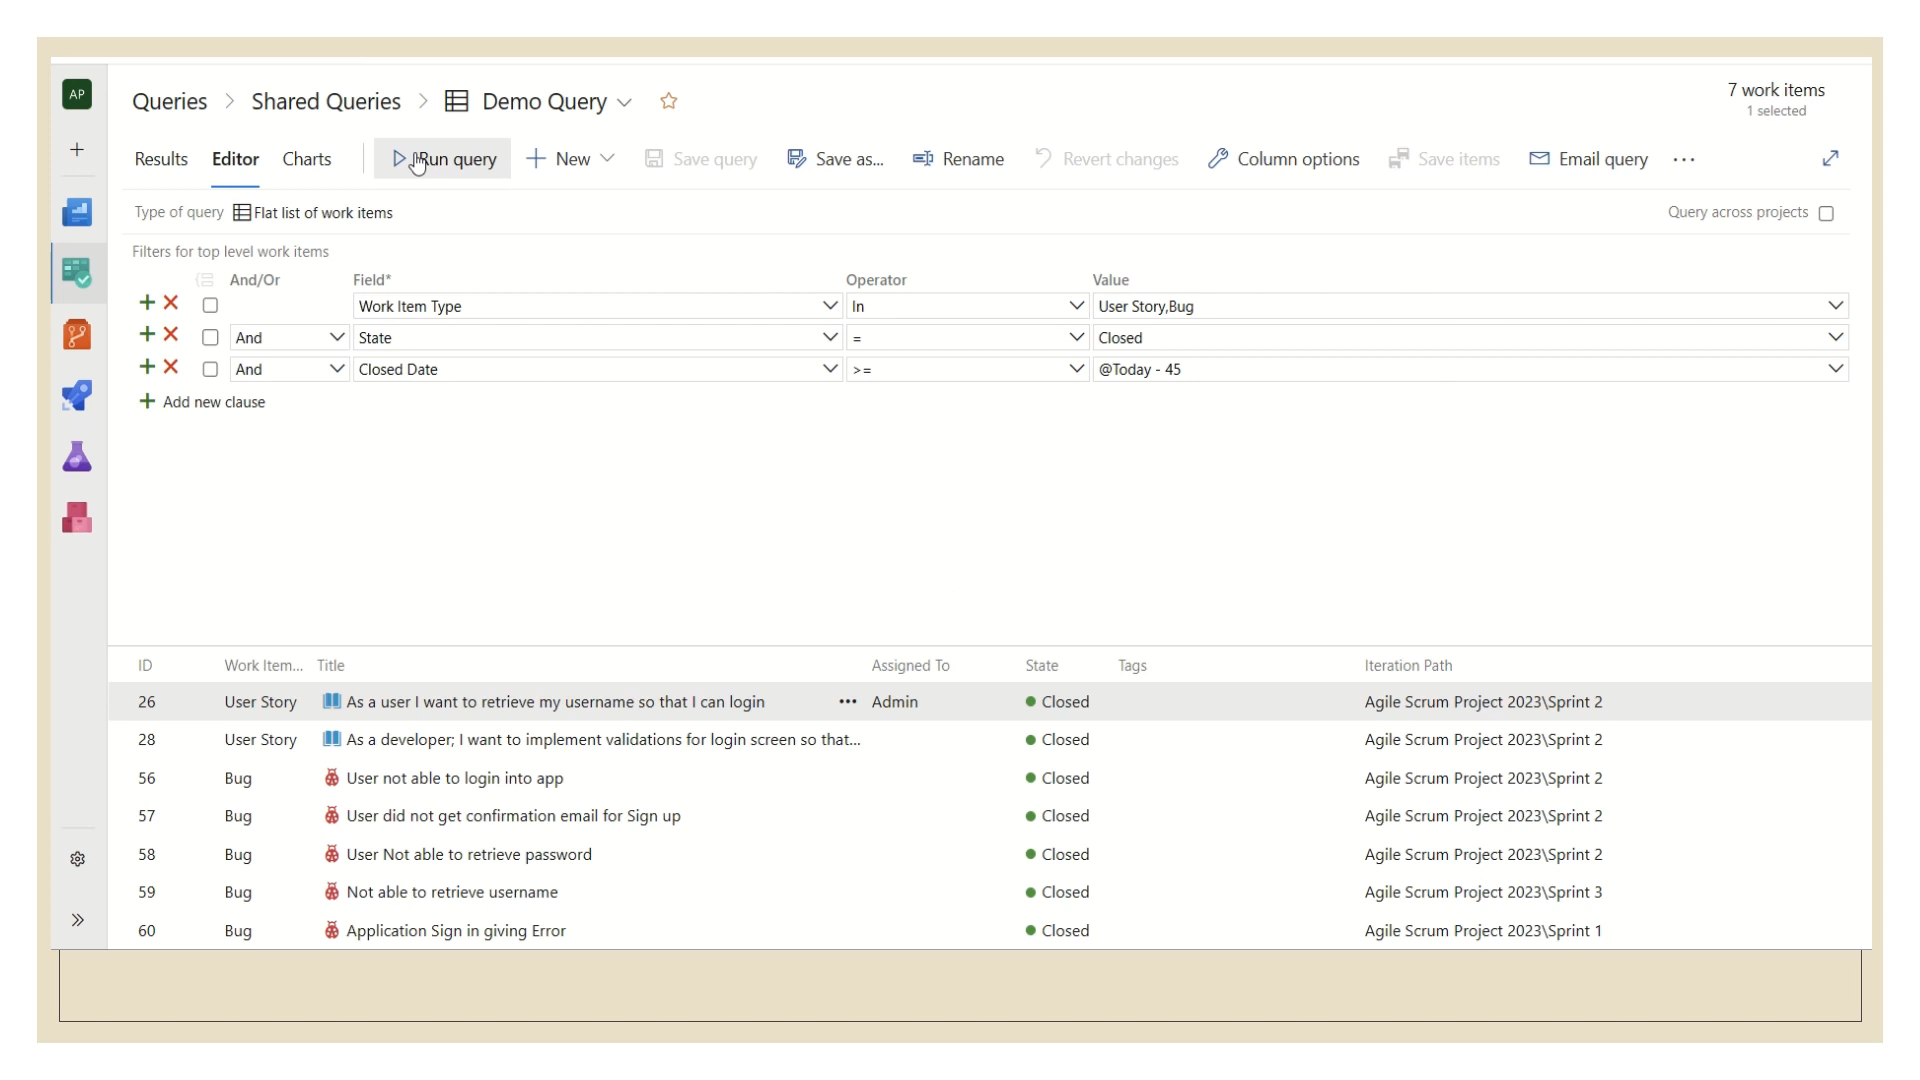 AP
Queries > Shared Queries > Demo Query
7 work items
1 selected
Results Editor Charts Run query New Save query Save as... Rename Revert changes Column options Save items Email query ...
Type of query Flat list of work items Query across projects
Filters for top level work items
And/Or Field* Operator Value
Work Item Type In User Story,Bug
And State = Closed
And Closed Date >= @Today - 45
+ Add new clause
ID Work Item... Title Assigned To State Tags Iteration Path
26 User Story As a user I want to retrieve my username so that I can login ... Admin Closed Agile Scrum Project 2023\Sprint 2
28 User Story As a developer; I want to implement validations for login screen so that... Closed Agile Scrum Project 2023\Sprint 2
56 Bug User not able to login into app Closed Agile Scrum Project 2023\Sprint 2
57 Bug User did not get confirmation email for Sign up Closed Agile Scrum Project 2023\Sprint 2
58 Bug User Not able to retrieve password Closed Agile Scrum Project 2023\Sprint 2
59 Bug Not able to retrieve username Closed Agile Scrum Project 2023\Sprint 3
60 Bug Application Sign in giving Error Closed Agile Scrum Project 2023\Sprint 1